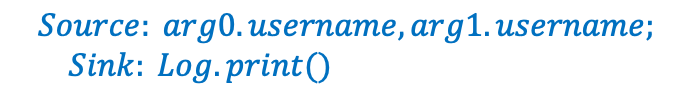 Source: arg0.username,arg1.username;
Sink: Log.print()